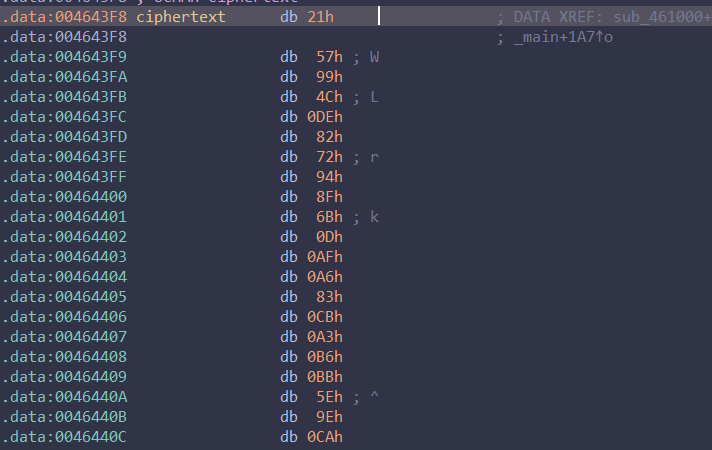 .data:004643F8 ciphertext db 21h ; DATA XREF: sub_461000+
.data:004643F8 ; _main+1A7↑o
.data:004643F9 db 57h ; W
.data:004643FA db 99h
.data:004643FB db 4Ch ; L
.data:004643FC db 0DEh
.data:004643FD db 82h
.data:004643FE db 72h ; r
.data:004643FF db 94h
.data:00464400 db 8Fh
.data:00464401 db 6Bh ; k
.data:00464402 db 0Dh
.data:00464403 db 0AFh
.data:00464404 db 0A6h
.data:00464405 db 83h
.data:00464406 db 0CBh
.data:00464407 db 0A3h
.data:00464408 db 0B6h
.data:00464409 db 0BBh
.data:0046440A db 5Eh ; ^
.data:0046440B db 9Eh
.data:0046440C db 0CAh